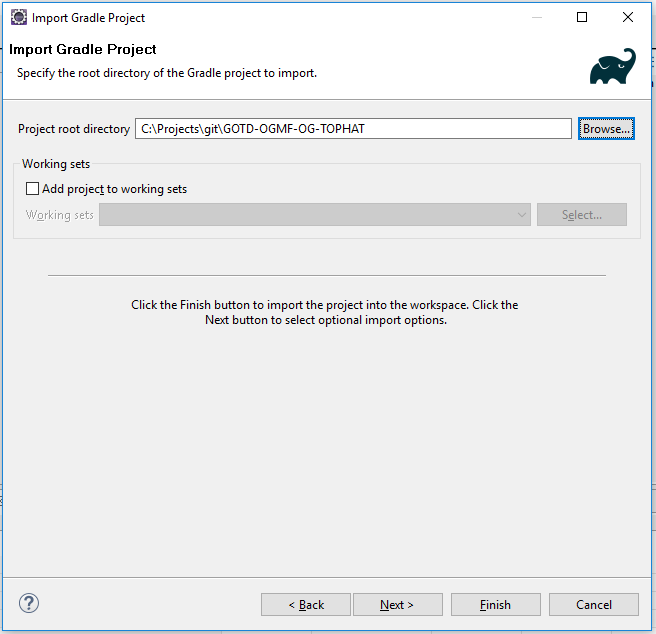 Import Gradle Project
Import Gradle Project
Specify the root directory of the Gradle project to import.
Project root directory C:\Projects\git\GOTD-OGMF-OG-TOPHAT Browse...
Working sets
Add project to working sets
Working sets Select...
Click the Finish button to import the project into the workspace. Click the
Next button to select optional import options.
? < Back Next > Finish Cancel